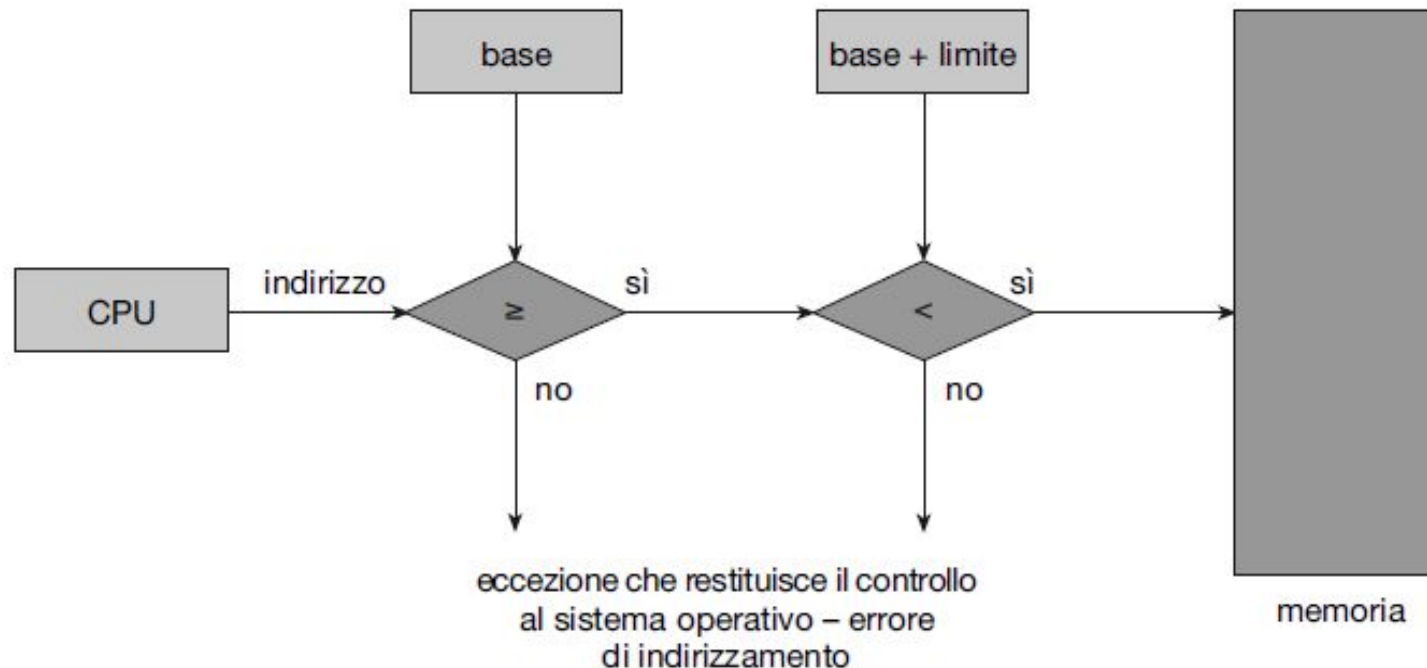 base
base + limite
CPU
indirizzo
≥
sì
<
sì
no
no
eccezione che restituisce il controllo
al sistema operativo – errore
di indirizzamento
memoria